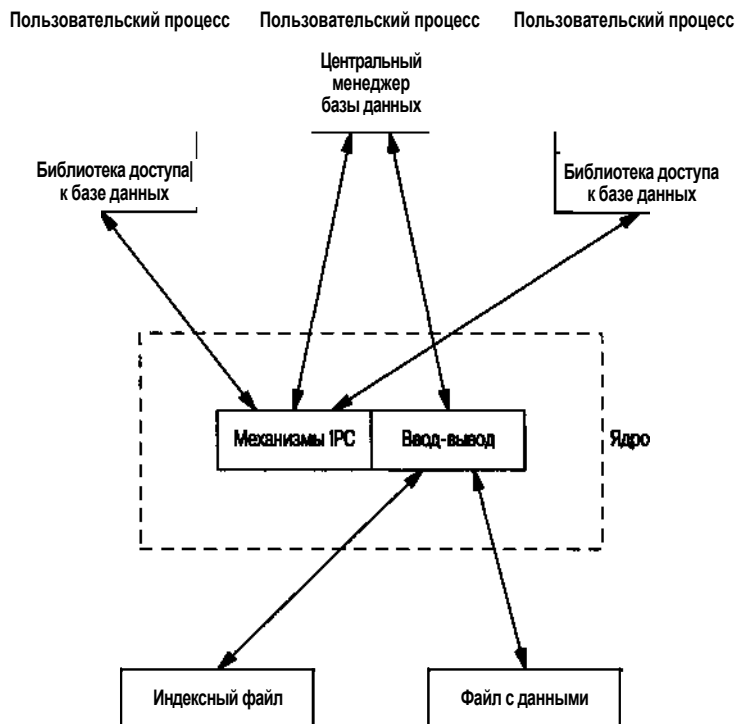 Пользовательский процесс Пользовательский процесс Пользовательский процесс
Центральный
менеджер
базы данных
Библиотека доступа
к базе данных
Библиотека доступа
к базе данных
Механизмы 1PC
Ввод-вывод
Ядро
Индексный файл
Файл с данными